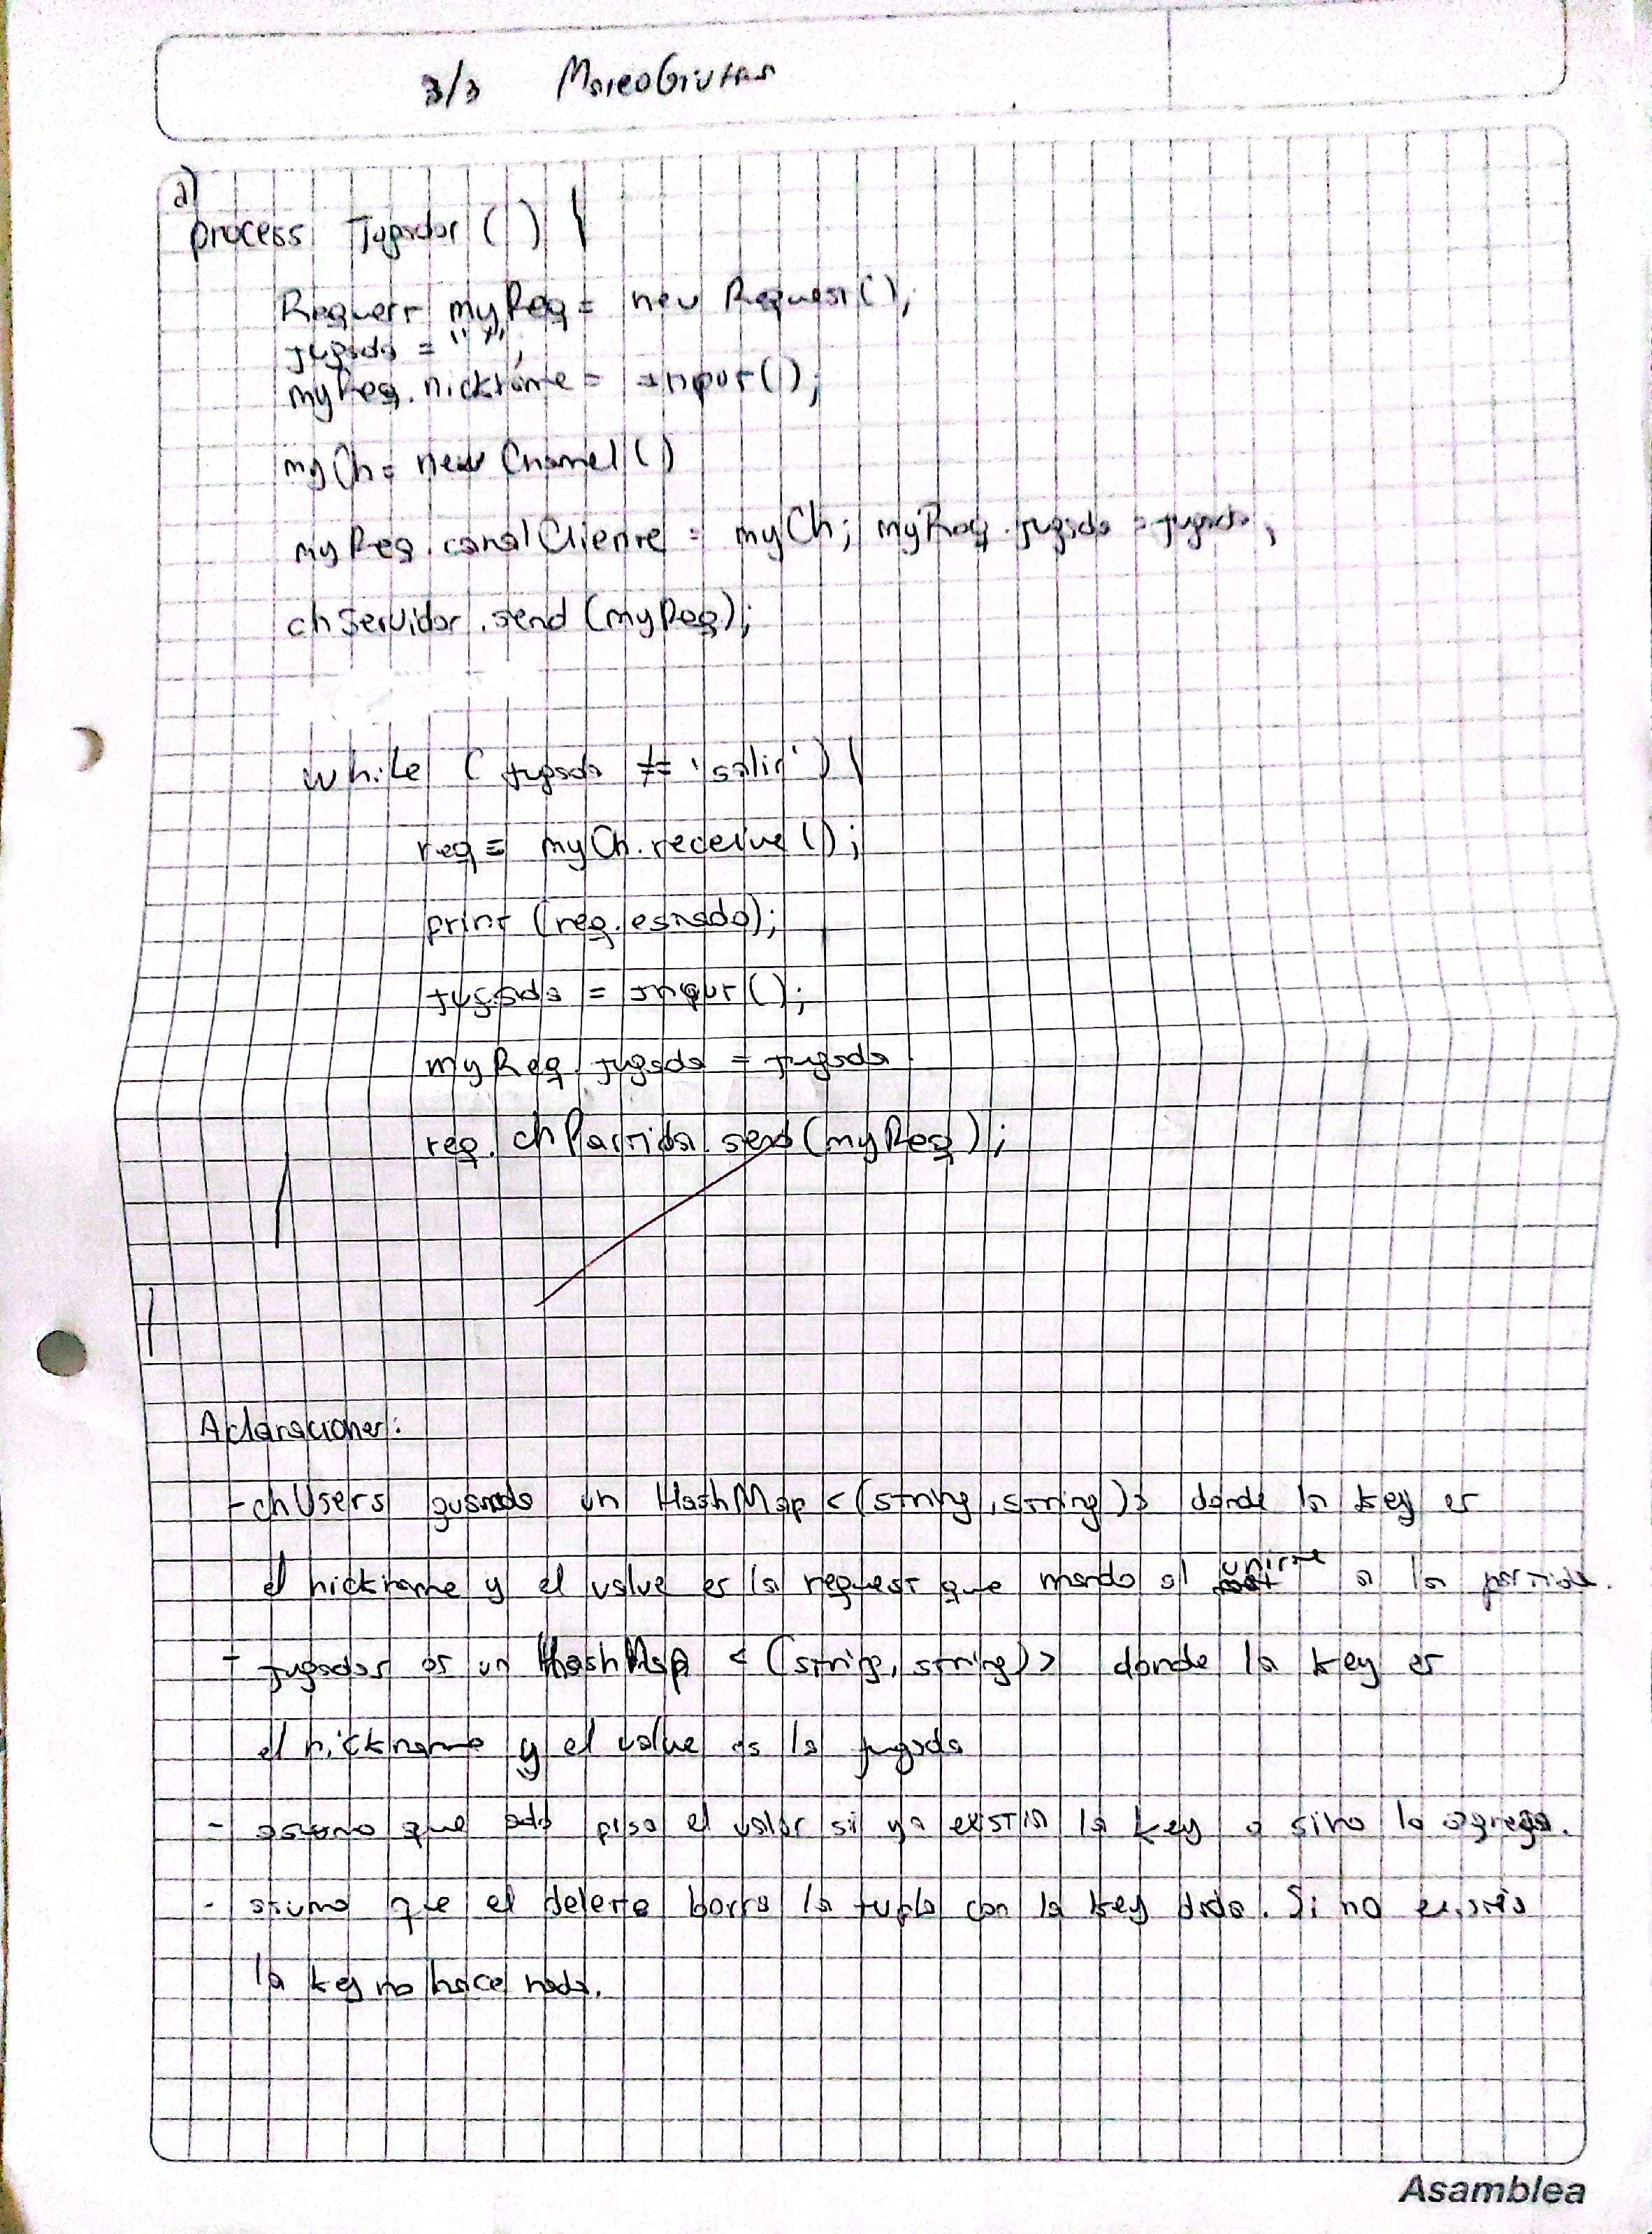 3/3
a)
process Jugador ( ) {
Request myReq = new Request();
jugada = " ";
myReq.nickname = input();
myCh = new Channel()
myReq.canalCliente = myCh; myReq.jugada = jugada;
chServidor.send(myReq);
while ( jugada ≠ 'salir' ) {
req = myCh.receive();
print (req.estado);
jugada = input();
myReq.jugada = jugada
req.chPartida.send(myReq);
}
}
Aclaraciones:
- chUsers guarda un HashMap <(string, string)> donde la key es
el nickname y el value es la request que mando al unirse a la partida.
- jugadas es un HashMap <(string, string)> donde la key es
el nickname y el value es la jugada
- asumo que add pisa el valor si ya existia la key o sino lo agrega.
- asumo que el delete borra la tupla con la key dada. Si no existia
la key no hace nada.
Asamblea